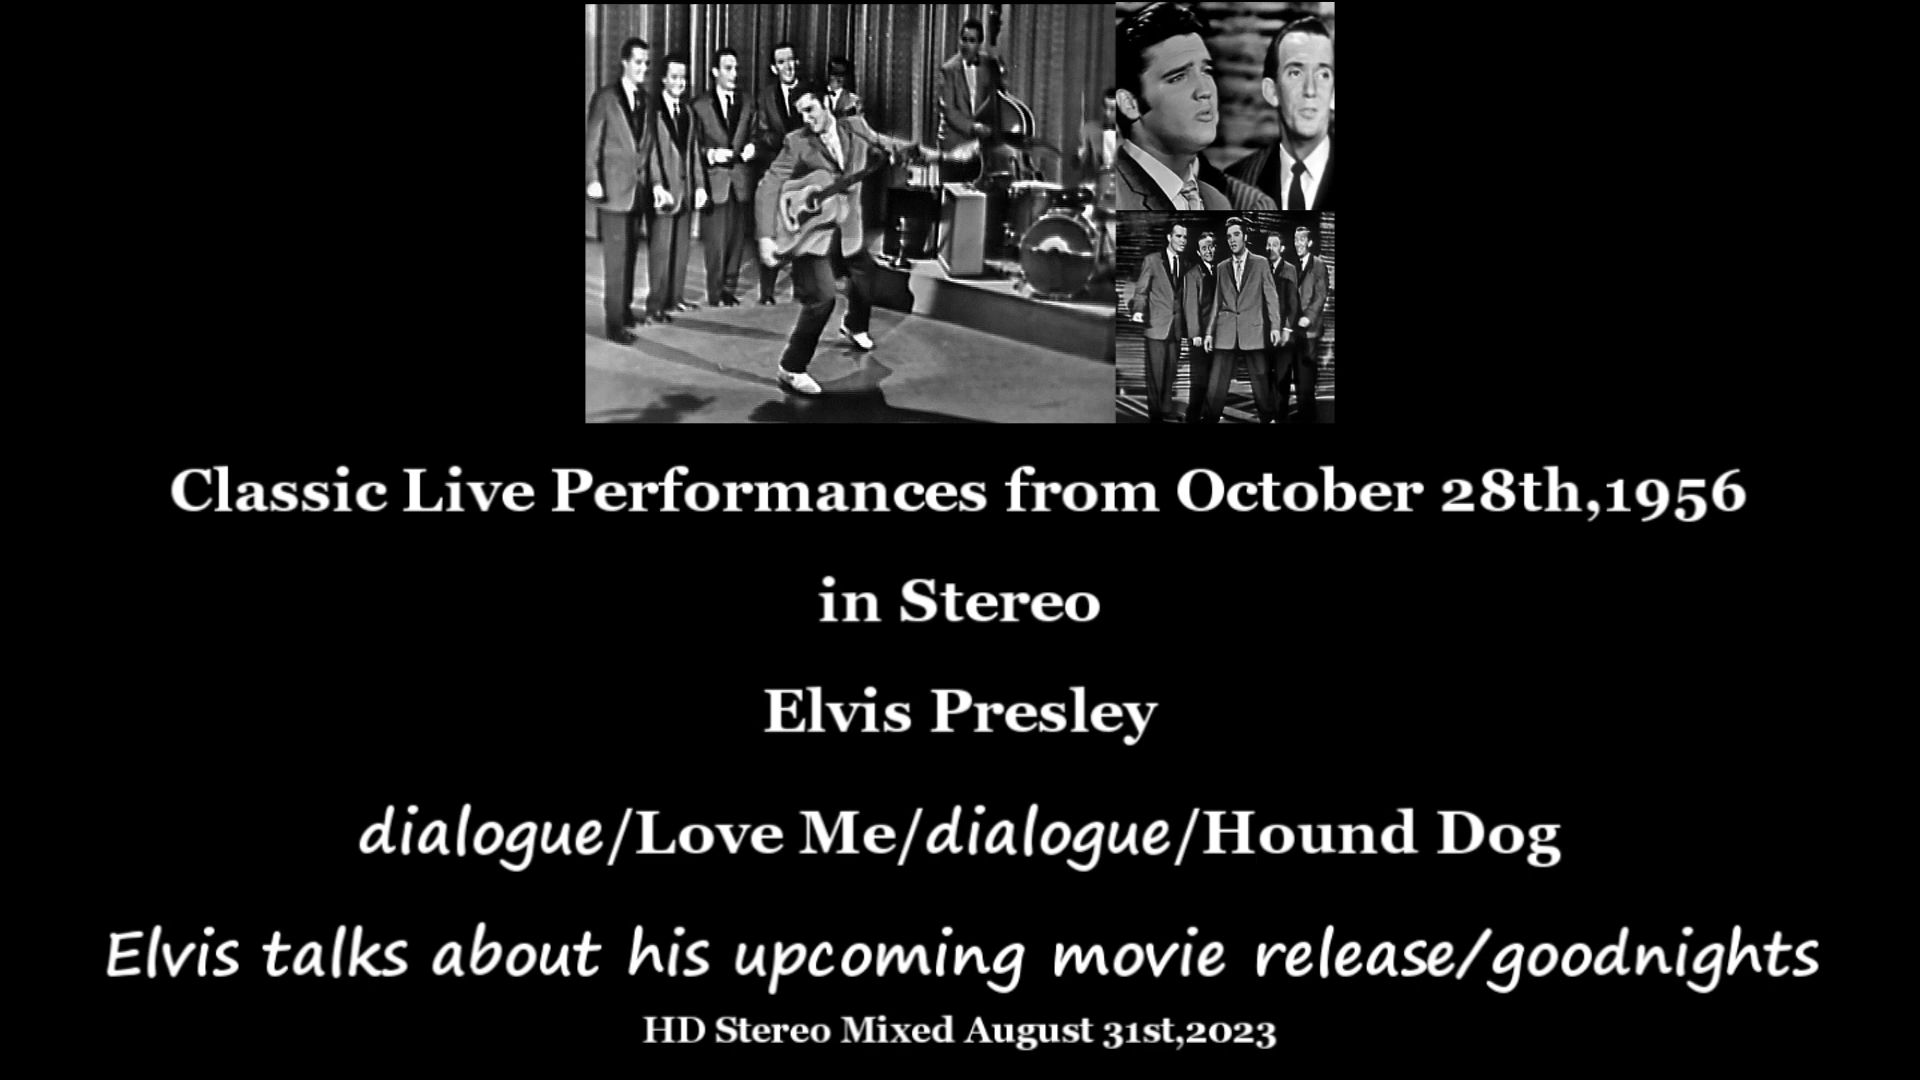 Classic Live Performances from October 28th,1956
in Stereo
Elvis Presley
dialogue/Love Me/dialogue/Hound Dog
Elvis talks about his upcoming movie release/goodnights
HD Stereo Mixed August 31st,2023